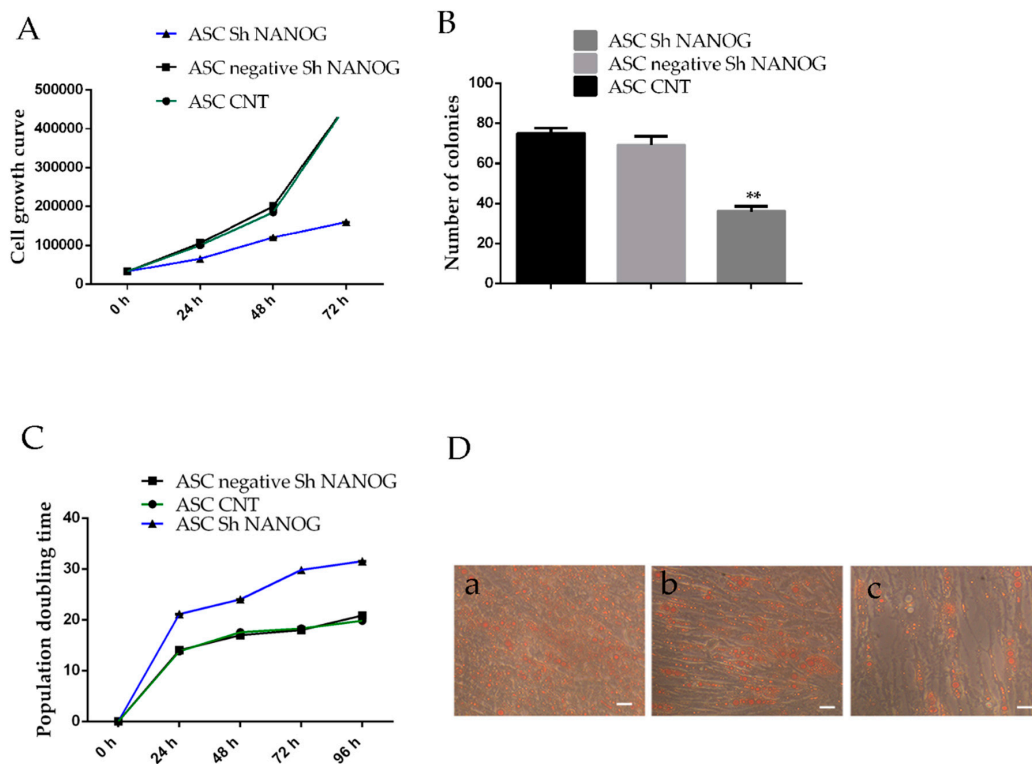 A
ASC Sh NANOG
ASC negative Sh NANOG
ASC CNT
Cell growth curve
500000
400000
300000
200000
100000
0
0 h
24 h
48 h
72 h
B
ASC Sh NANOG
ASC negative Sh NANOG
ASC CNT
Number of colonies
100
80
60
40
20
0
**
C
ASC negative Sh NANOG
ASC CNT
ASC Sh NANOG
Population doubling time
40
30
20
10
0
0 h
24 h
48 h
72 h
96 h
D
a
b
c